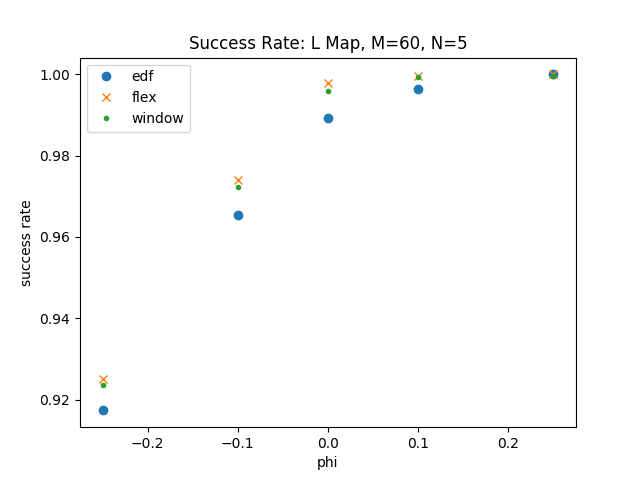 Success Rate: L Map, M=60, N=5
1.00
0.98
0.96
0.94
0.92
success rate
edf
flex
window
−0.2 −0.1 0.0 0.1 0.2
phi